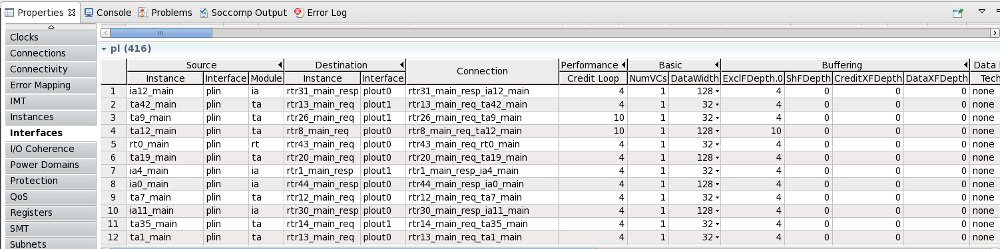 Properties Console Problems Soccomp Output Error Log
Clocks
Connections
Connectivity
Error Mapping
IMT
Instances
Interfaces
I/O Coherence
Power Domains
Protection
QoS
Registers
SMT
Subnets
pl (416)
Source Destination Connection Performance Basic Buffering Data
Instance Interface Module Instance Interface Credit Loop NumVCs DataWidth ExclFDepth.0 ShFDepth CreditXFDepth DataXFDepth Tech
1 ia12_main plin ia rtr31_main_resp plout0 rtr31_main_resp_ia12_main 4 1 128 4 0 0 0 none
2 ta42_main plin ta rtr13_main_req plout1 rtr13_main_req_ta42_main 4 1 32 4 0 0 0 none
3 ta9_main plin ta rtr26_main_req plout1 rtr26_main_req_ta9_main 10 1 32 4 0 0 0 none
4 ta12_main plin ta rtr8_main_req plout0 rtr8_main_req_ta12_main 10 1 128 10 0 0 0 none
5 rt0_main plin rt rtr43_main_req plout0 rtr43_main_req_rt0_main 4 1 32 4 0 0 0 none
6 ta19_main plin ta rtr20_main_req plout0 rtr20_main_req_ta19_main 4 1 128 4 0 0 0 none
7 ia4_main plin ia rtr1_main_resp plout1 rtr1_main_resp_ia4_main 4 1 32 4 0 0 0 none
8 ia0_main plin ia rtr44_main_resp plout0 rtr44_main_resp_ia0_main 4 1 128 4 0 0 0 none
9 ta7_main plin ta rtr12_main_req plout0 rtr12_main_req_ta7_main 4 1 32 4 0 0 0 none
10 ia11_main plin ia rtr30_main_resp plout0 rtr30_main_resp_ia11_main 4 1 128 4 0 0 0 none
11 ta35_main plin ta rtr14_main_req plout1 rtr14_main_req_ta35_main 4 1 32 4 0 0 0 none
12 ta1_main plin ta rtr13_main_req plout0 rtr13_main_req_ta1_main 4 1 32 4 0 0 0 none